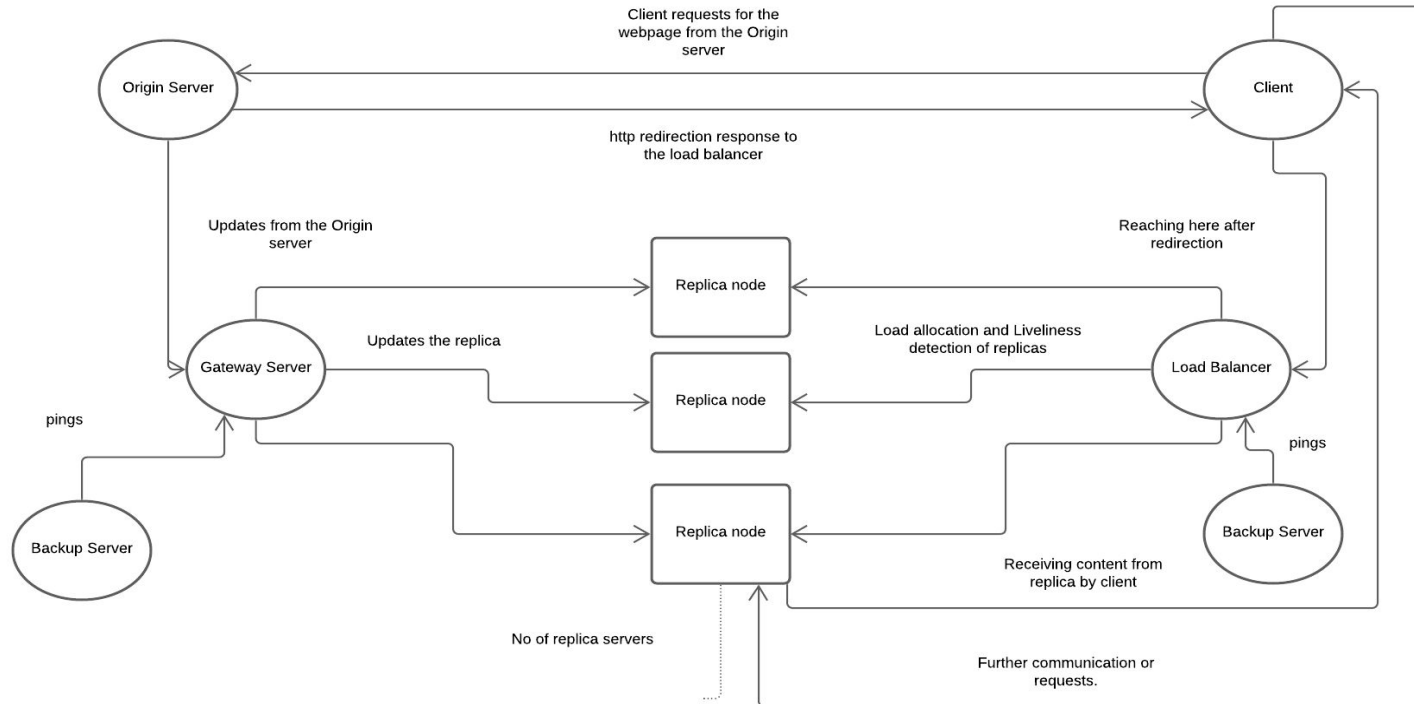 Client requests for the
webpage from the Origin
server
Origin Server
Client
http redirection response to
the load balancer
Updates from the Origin
server
Reaching here after
redirection
Replica node
Updates the replica
Load allocation and Liveliness
detection of replicas
Gateway Server
Load Balancer
Replica node
pings
pings
Backup Server
Replica node
Backup Server
Receiving content from
replica by client
No of replica servers
Further communication or
requests.